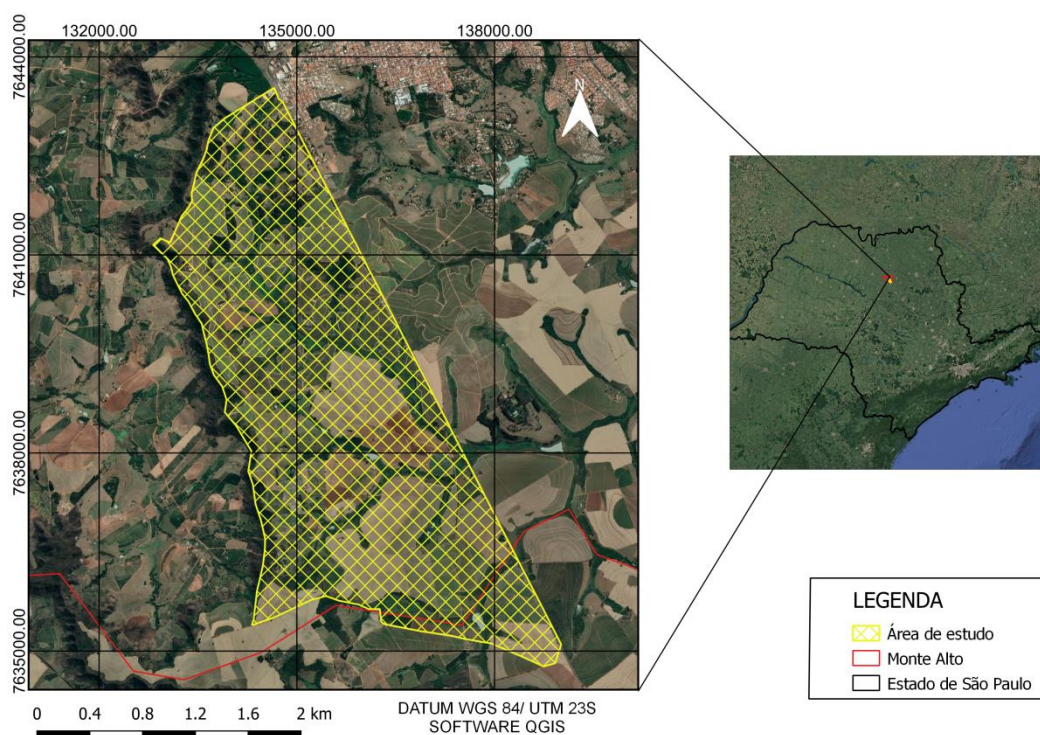 132000.00 135000.00 138000.00
7644000.00
7641000.00
7638000.00
7635000.00
N
0 0.4 0.8 1.2 1.6 2 km
DATUM WGS 84/ UTM 23S
SOFTWARE QGIS
LEGENDA
Área de estudo
Monte Alto
Estado de São Paulo